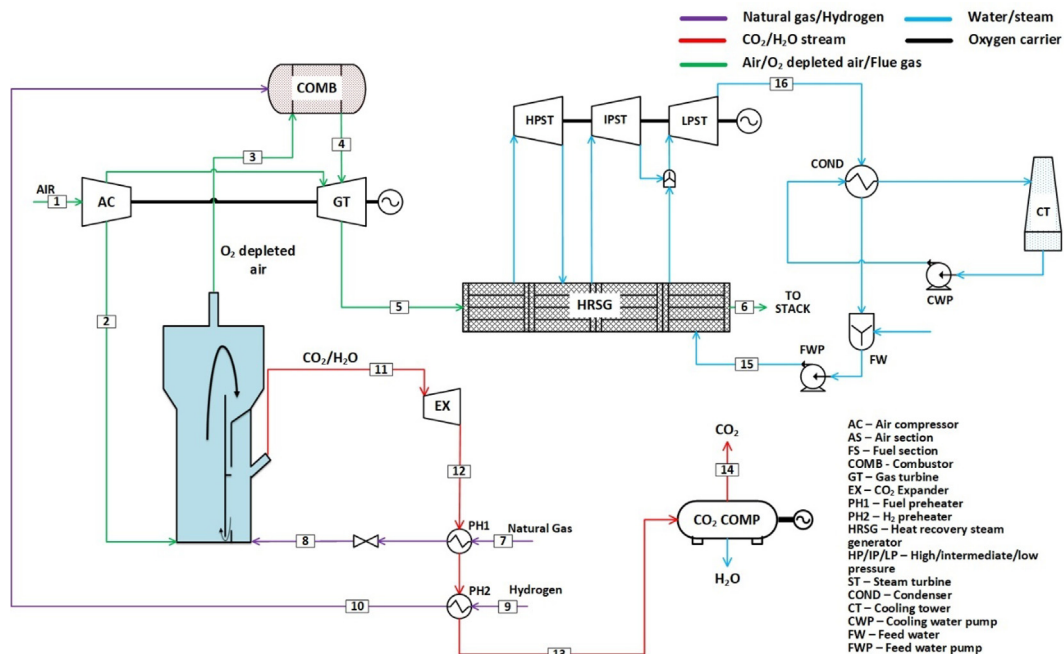 Natural gas/Hydrogen
Water/steam
CO₂/H₂O stream
Oxygen carrier
Air/O₂ depleted air/Flue gas
COMB
16
HPST
IPST
LPST
3
4
COND
AIR
1
AC
GT
CT
O₂ depleted
air
CWP
2
5
HRSG
6
TO
STACK
FWP
15
FW
CO₂/H₂O
11
EX
12
CO₂
14
PH1
Natural Gas
8
7
CO₂ COMP
PH2
Hydrogen
10
9
H₂O
13
AC – Air compressor
AS – Air section
FS – Fuel section
COMB - Combustor
GT – Gas turbine
EX – CO₂ Expander
PH1 – Fuel preheater
PH2 – H₂ preheater
HRSG – Heat recovery steam
generator
HP/IP/LP – High/intermediate/low
pressure
ST – Steam turbine
COND – Condenser
CT – Cooling tower
CWP – Cooling water pump
FW – Feed water
FWP – Feed water pump